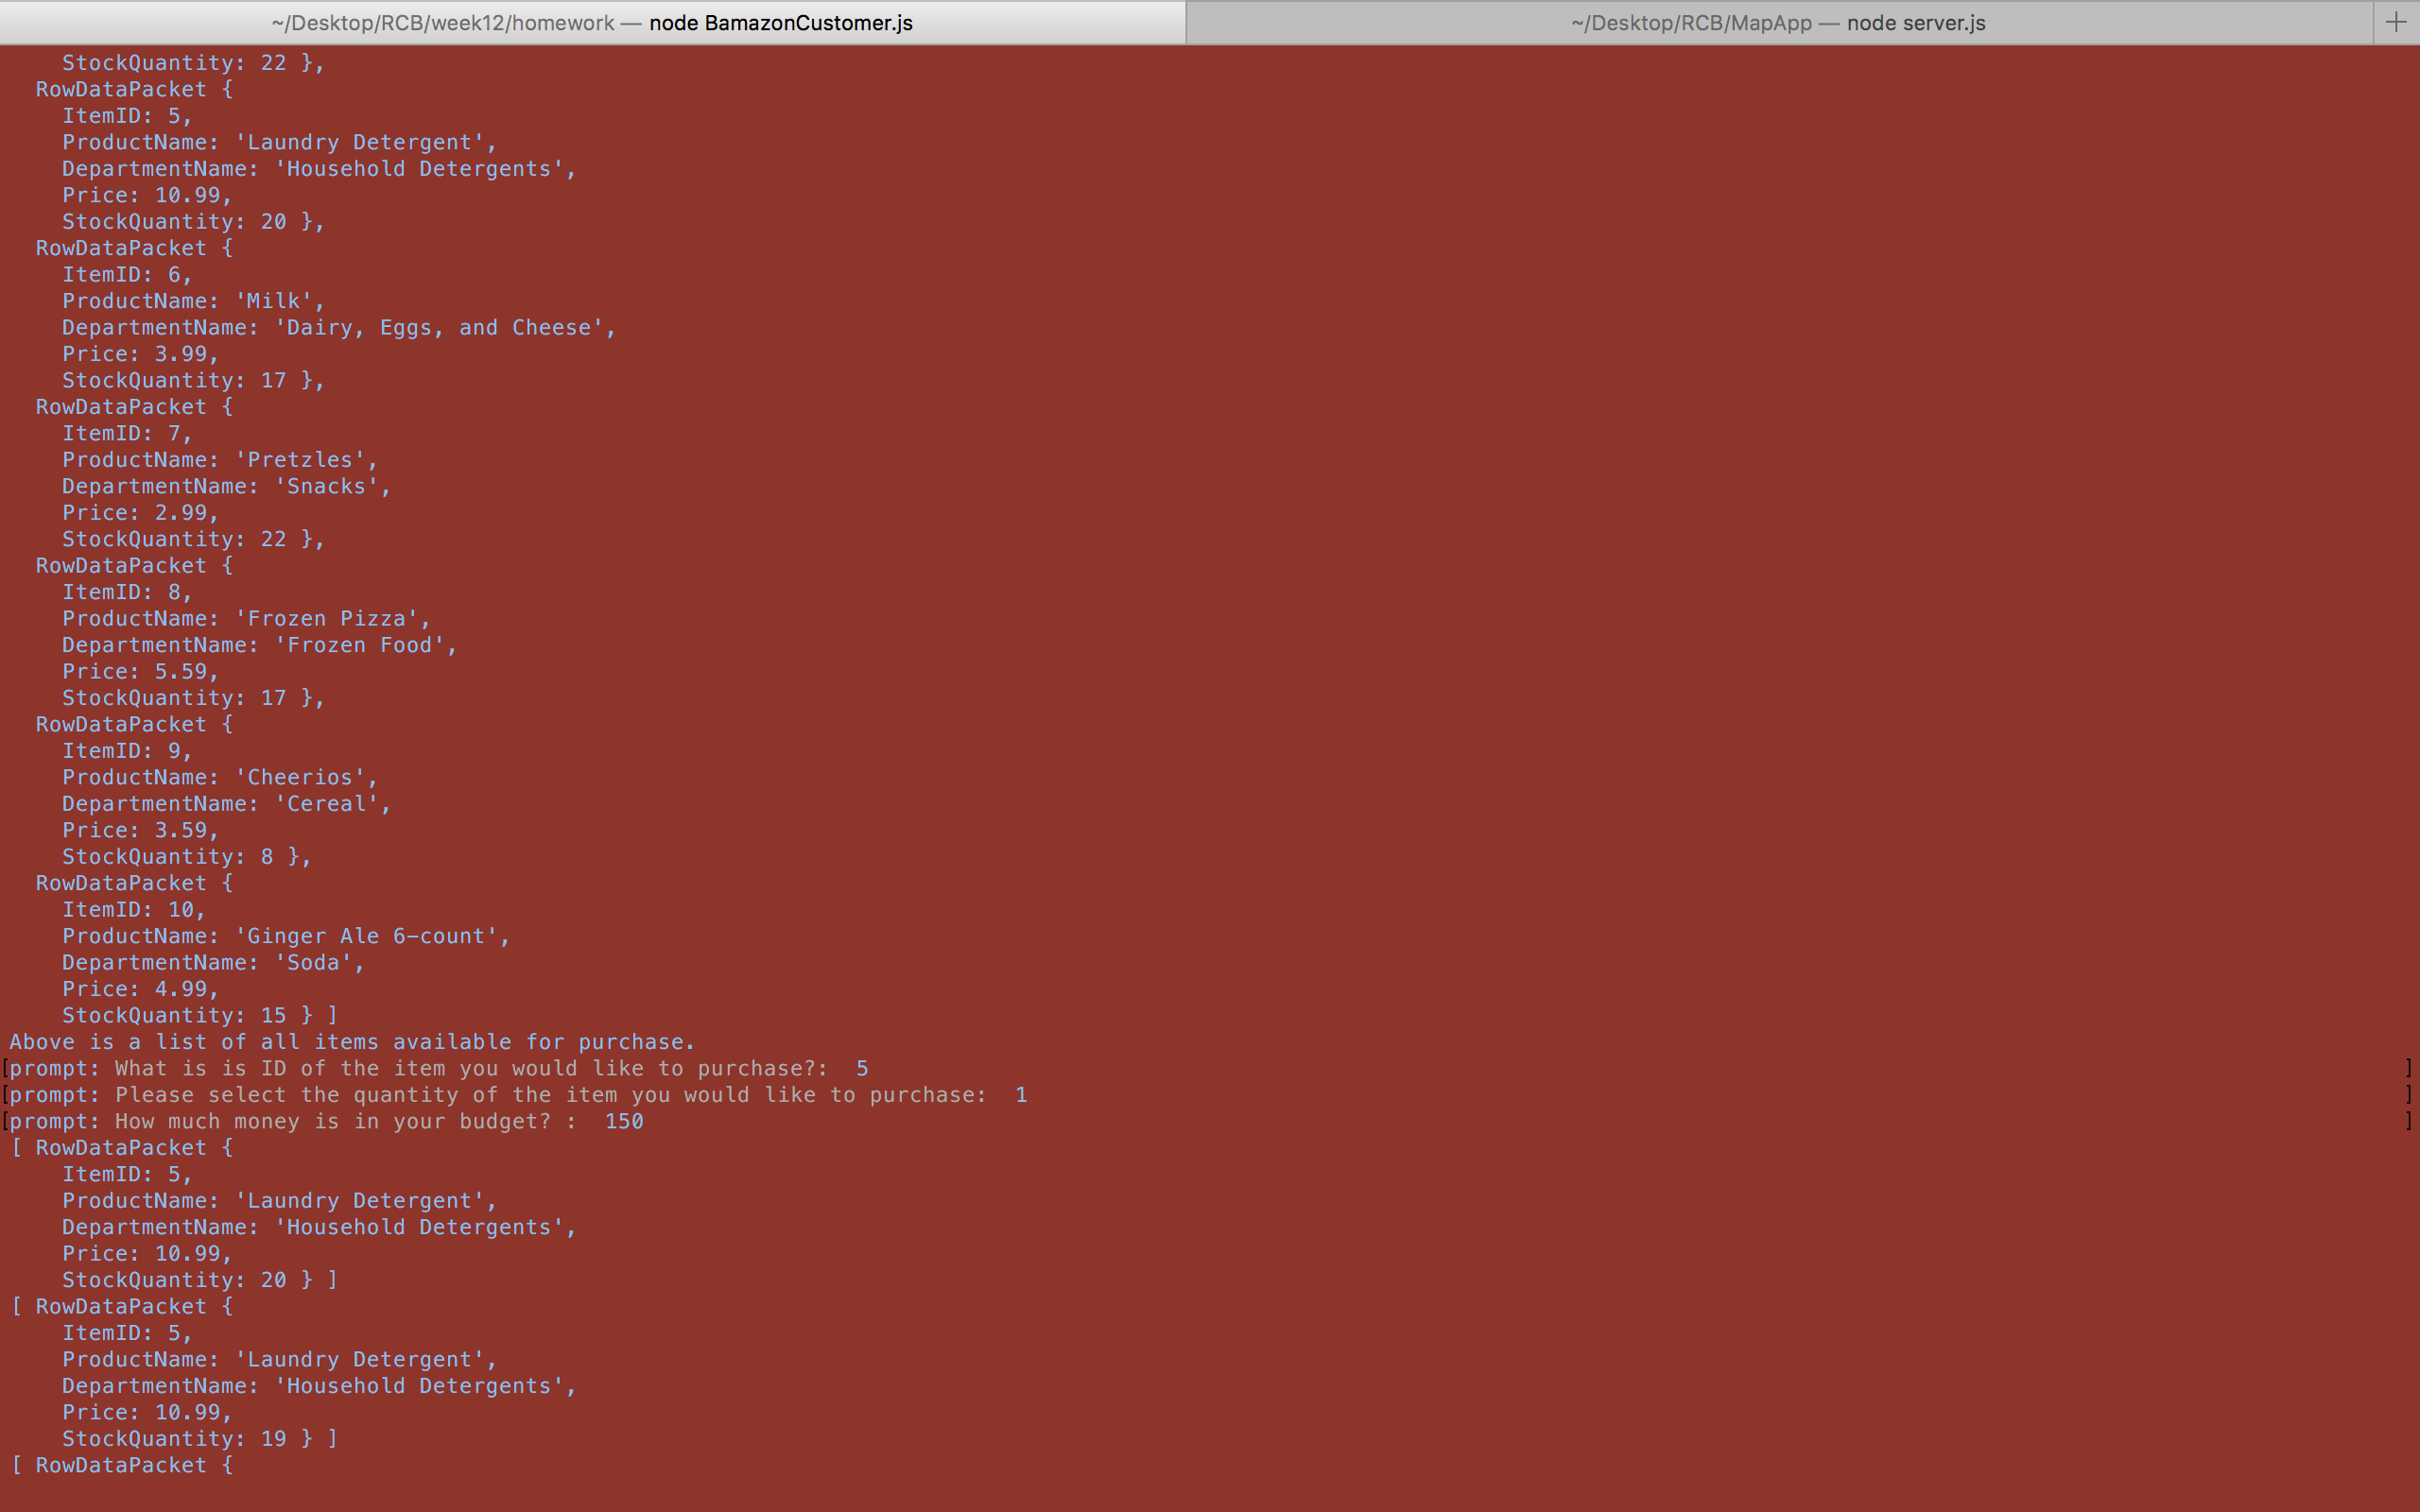 ~/Desktop/RCB/week12/homework — node BamazonCustomer.js
~/Desktop/RCB/MapApp — node server.js
+
StockQuantity: 22 },
RowDataPacket {
ItemID: 5,
ProductName: 'Laundry Detergent',
DepartmentName: 'Household Detergents',
Price: 10.99,
StockQuantity: 20 },
RowDataPacket {
ItemID: 6,
ProductName: 'Milk',
DepartmentName: 'Dairy, Eggs, and Cheese',
Price: 3.99,
StockQuantity: 17 },
RowDataPacket {
ItemID: 7,
ProductName: 'Pretzles',
DepartmentName: 'Snacks',
Price: 2.99,
StockQuantity: 22 },
RowDataPacket {
ItemID: 8,
ProductName: 'Frozen Pizza',
DepartmentName: 'Frozen Food',
Price: 5.59,
StockQuantity: 17 },
RowDataPacket {
ItemID: 9,
ProductName: 'Cheerios',
DepartmentName: 'Cereal',
Price: 3.59,
StockQuantity: 8 },
RowDataPacket {
ItemID: 10,
ProductName: 'Ginger Ale 6-count',
DepartmentName: 'Soda',
Price: 4.99,
StockQuantity: 15 } ]
Above is a list of all items available for purchase.
[prompt: What is is ID of the item you would like to purchase?:  5 ]
[prompt: Please select the quantity of the item you would like to purchase:  1 ]
[prompt: How much money is in your budget? :  150 ]
[ RowDataPacket {
ItemID: 5,
ProductName: 'Laundry Detergent',
DepartmentName: 'Household Detergents',
Price: 10.99,
StockQuantity: 20 } ]
[ RowDataPacket {
ItemID: 5,
ProductName: 'Laundry Detergent',
DepartmentName: 'Household Detergents',
Price: 10.99,
StockQuantity: 19 } ]
[ RowDataPacket {